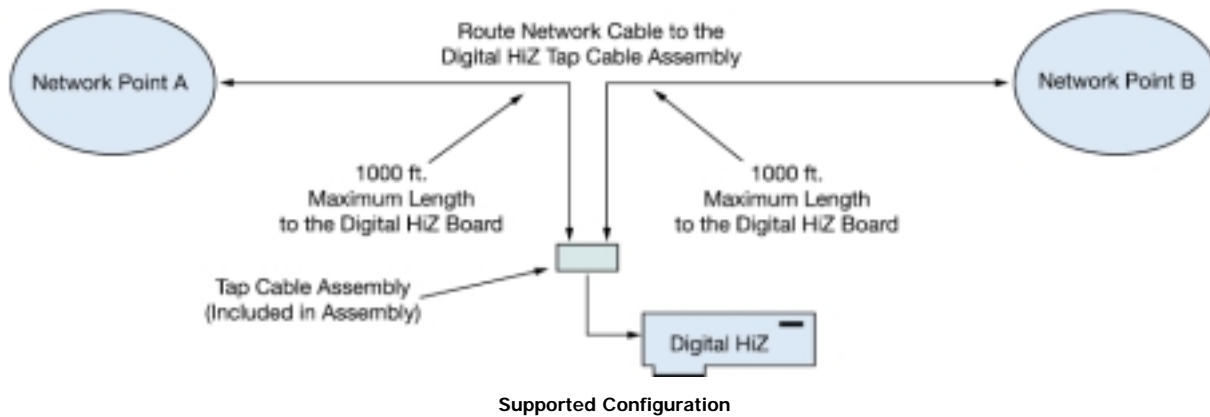 Route Network Cable to the
Digital HiZ Tap Cable Assembly
Network Point A
Network Point B
1000 ft.
Maximum Length
to the Digital HiZ Board
1000 ft.
Maximum Length
to the Digital HiZ Board
Tap Cable Assembly
(Included in Assembly)
Digital HiZ
Supported Configuration